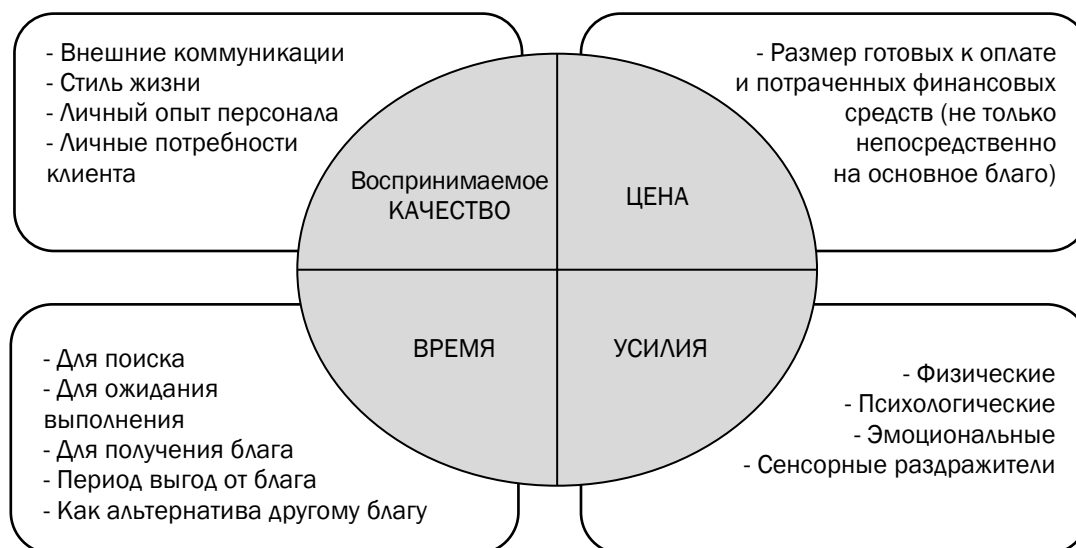 - Внешние коммуникации
- Стиль жизни
- Личный опыт персонала
- Личные потребности
клиента
- Размер готовых к оплате
и потраченных финансовых
средств (не только
непосредственно
на основное благо)
Воспринимаемое
КАЧЕСТВО
ЦЕНА
ВРЕМЯ
УСИЛИЯ
- Для поиска
- Для ожидания
выполнения
- Для получения блага
- Период выгод от блага
- Как альтернатива другому благу
- Физические
- Психологические
- Эмоциональные
- Сенсорные раздражители